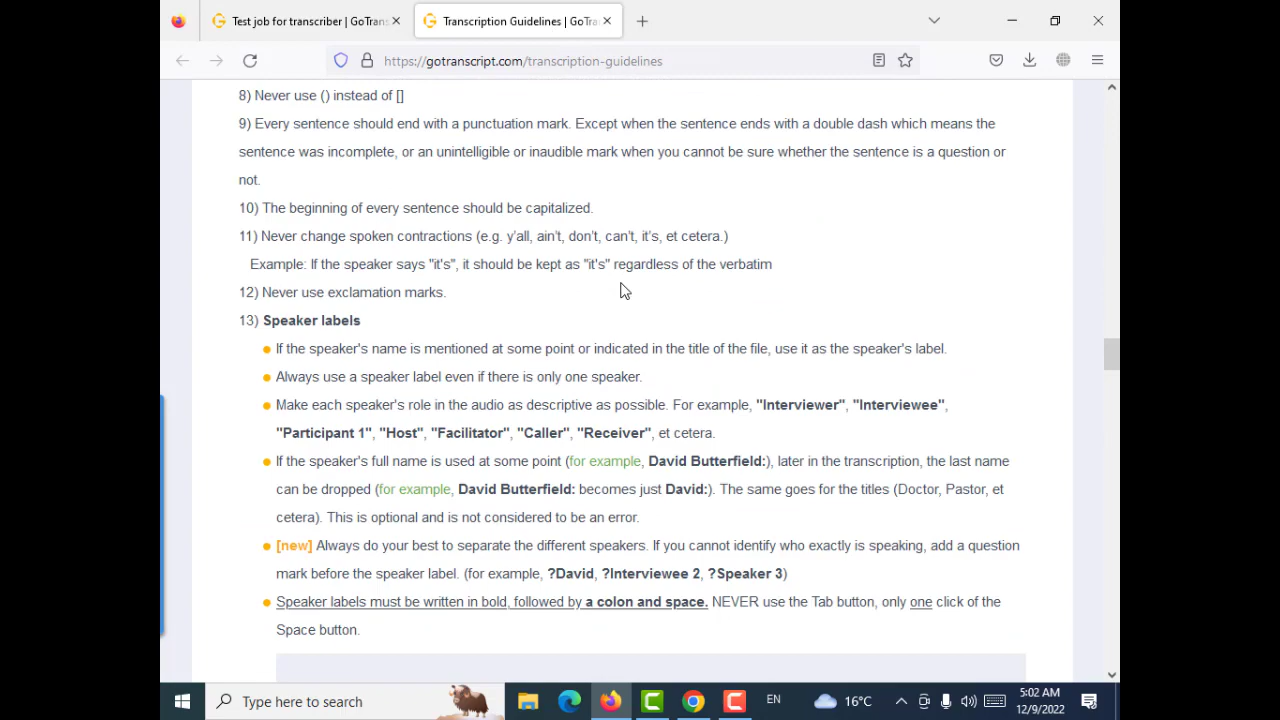 Test job for transcriber | GoTrans
Transcription Guidelines | GoTra
https://gotranscript.com/transcription-guidelines
8) Never use () instead of []
9) Every sentence should end with a punctuation mark. Except when the sentence ends with a double dash which means the
sentence was incomplete, or an unintelligible or inaudible mark when you cannot be sure whether the sentence is a question or
not.
10) The beginning of every sentence should be capitalized.
11) Never change spoken contractions (e.g. y'all, ain't, don't, can't, it's, et cetera.)
Example: If the speaker says "it's", it should be kept as "it's" regardless of the verbatim
12) Never use exclamation marks.
13) Speaker labels
If the speaker's name is mentioned at some point or indicated in the title of the file, use it as the speaker's label.
Always use a speaker label even if there is only one speaker.
Make each speaker's role in the audio as descriptive as possible. For example, "Interviewer", "Interviewee",
"Participant 1", "Host", "Facilitator", "Caller", "Receiver", et cetera.
If the speaker's full name is used at some point (for example, David Butterfield:), later in the transcription, the last name
can be dropped (for example, David Butterfield: becomes just David:). The same goes for the titles (Doctor, Pastor, et
cetera). This is optional and is not considered to be an error.
[new] Always do your best to separate the different speakers. If you cannot identify who exactly is speaking, add a question
mark before the speaker label. (for example, ?David, ?Interviewee 2, ?Speaker 3)
Speaker labels must be written in bold, followed by a colon and space. NEVER use the Tab button, only one click of the
Space button.
Type here to search
EN
16°C
5:02 AM
12/9/2022